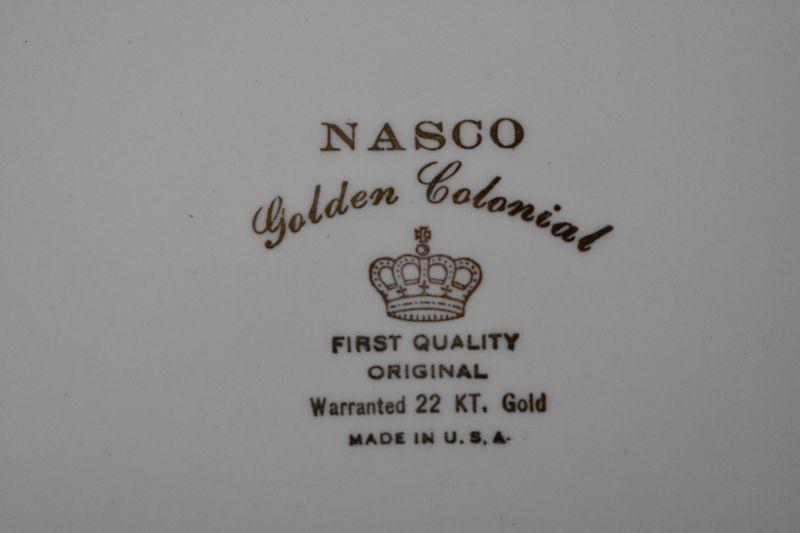 NASCO
Golden Colonial
FIRST QUALITY
ORIGINAL
Warranted 22 KT. Gold
MADE IN U.S.A.